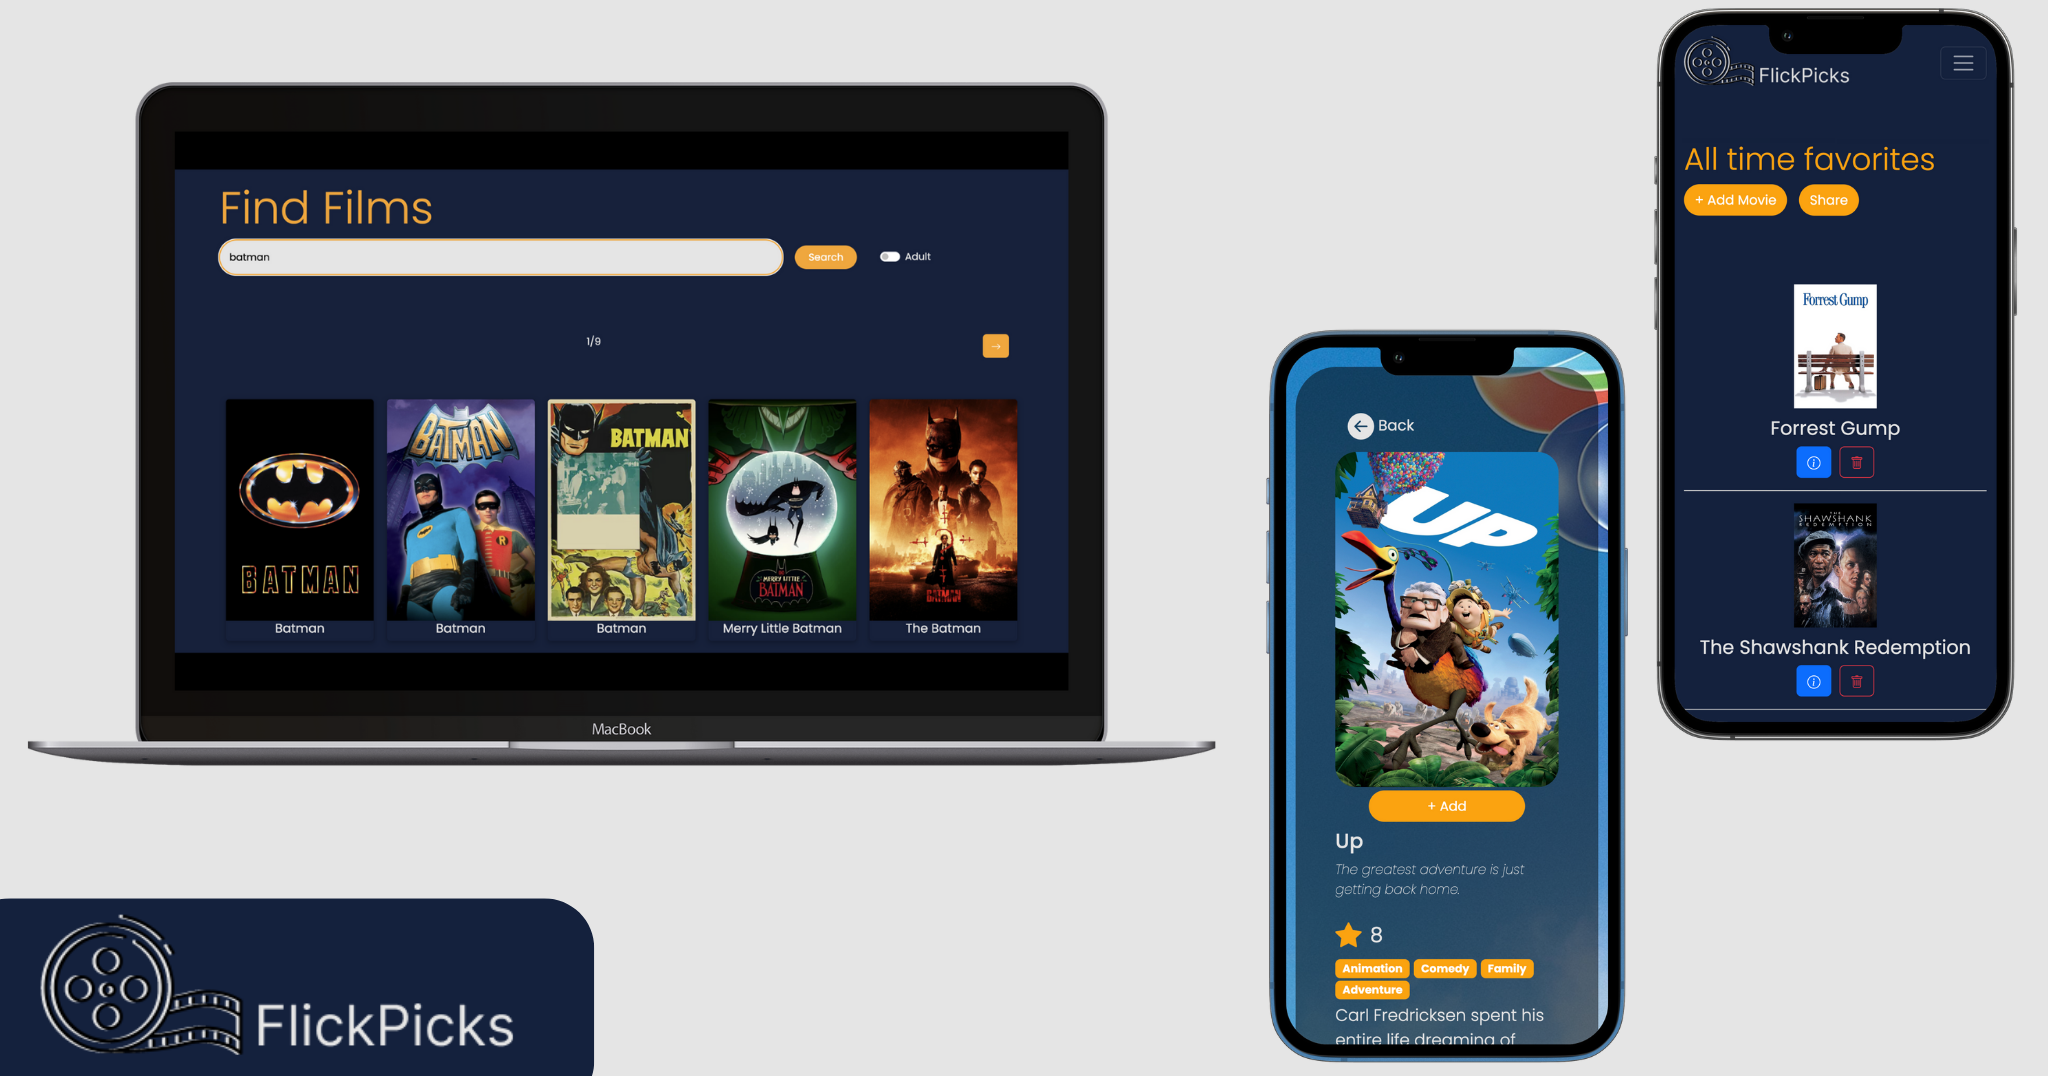 Find Films
batman
Search
Adult
1/9
→
BATMAN
BATMAN
BATMAN
MERRY LITTLE
BATMAN
THE
BATMAN
Batman
Batman
Batman
Merry Little Batman
The Batman
MacBook
FlickPicks
← Back
UP
+ Add
Up
The greatest adventure is just
getting back home.
8
Animation Comedy Family
Adventure
Carl Fredricksen spent his
entire life dreaming of
FlickPicks
All time favorites
+ Add Movie Share
Forrest Gump
Forrest Gump
THE
SHAWSHANK
REDEMPTION
The Shawshank Redemption